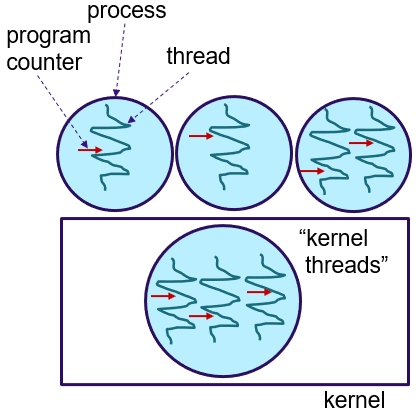 process
program
counter
thread
“kernel
threads”
kernel